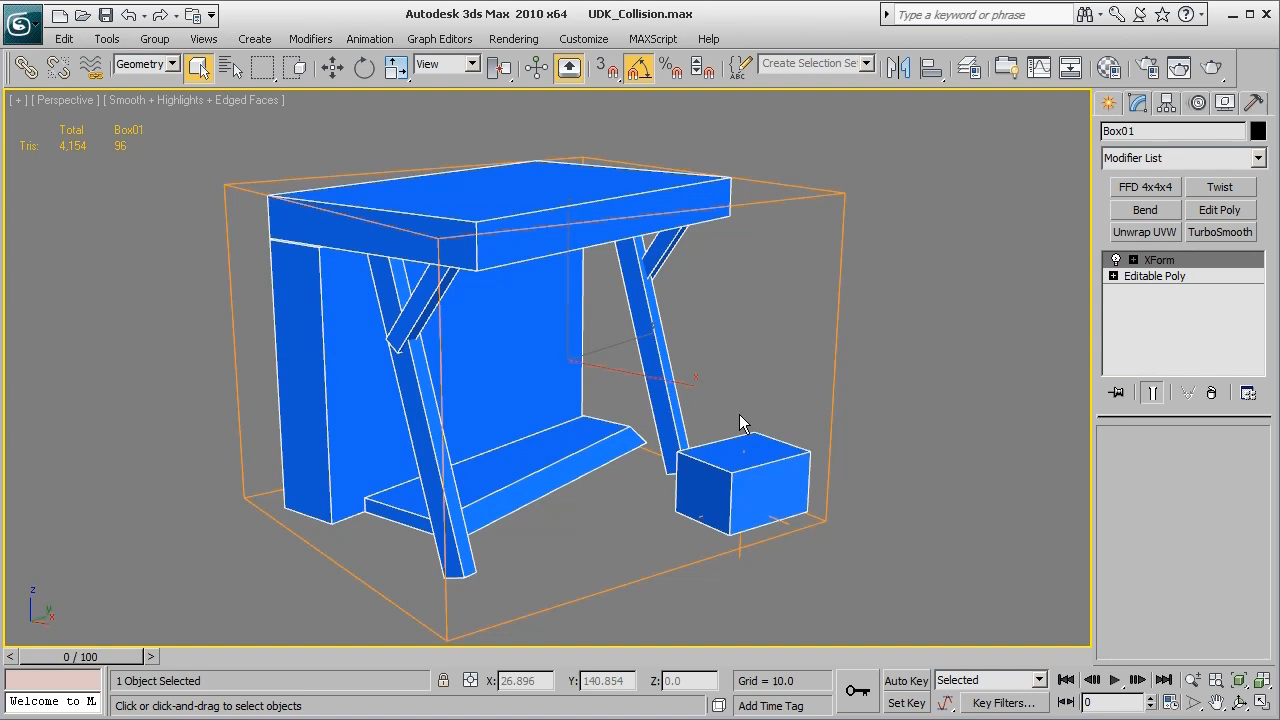 Autodesk 3ds Max 2010 x64 UDK_Collision.max
Type a keyword or phrase
Edit Tools Group Views Create Modifiers Animation Graph Editors Rendering Customize MAXScript Help
Geometry View 3 Create Selection Se
[ + ] [ Perspective ] [ Smooth + Highlights + Edged Faces ]
Total Box01
Tris: 4,154 96
Box01
Modifier List
FFD 4x4x4 Twist
Bend Edit Poly
Unwrap UVW TurboSmooth
XForm
Editable Poly
x
z
y
x
0 / 100
1 Object Selected X: 26.896 Y: 140.854 Z: 0.0 Grid = 10.0 Auto Key Selected
Welcome to M Click or click-and-drag to select objects Add Time Tag Set Key Key Filters... 0